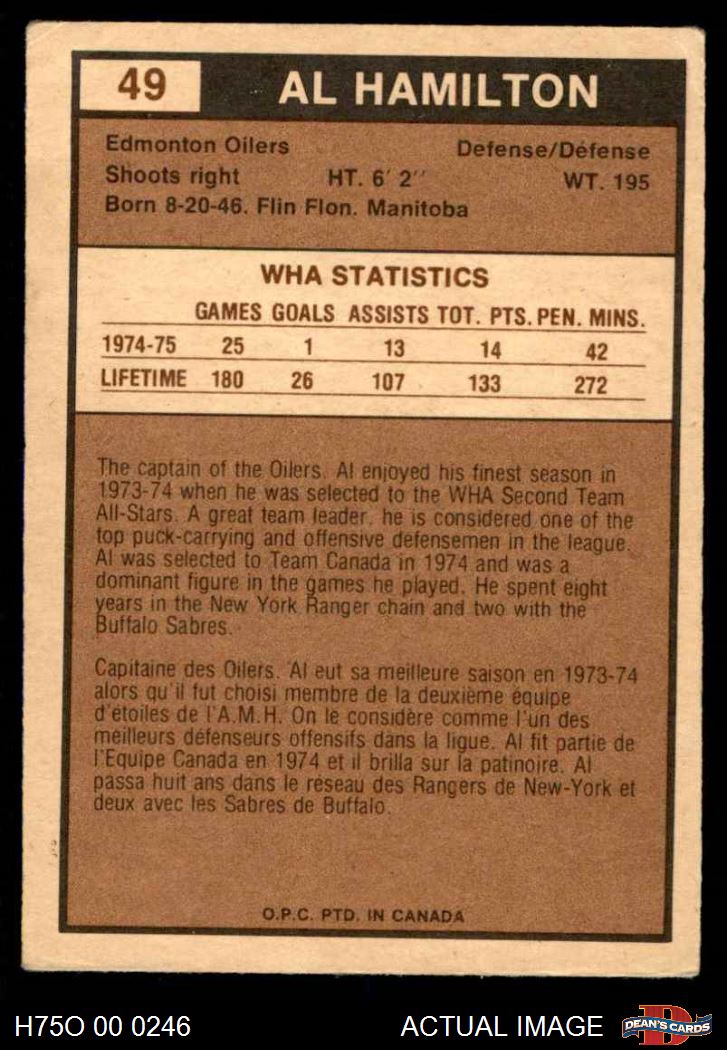 49 AL HAMILTON
Edmonton Oilers Defense/Défense
Shoots right HT. 6' 2'' WT. 195
Born 8-20-46. Flin Flon. Manitoba
WHA STATISTICS
GAMES GOALS ASSISTS TOT. PTS. PEN. MINS.
1974-75 25 1 13 14 42
LIFETIME 180 26 107 133 272
The captain of the Oilers. Al enjoyed his finest season in
1973-74 when he was selected to the WHA Second Team
All-Stars. A great team leader, he is considered one of the
top puck-carrying and offensive defensemen in the league.
Al was selected to Team Canada in 1974 and was a
dominant figure in the games he played. He spent eight
years in the New York Ranger chain and two with the
Buffalo Sabres.
Capitaine des Oilers. Al eut sa meilleure saison en 1973-74
alors qu'il fut choisi membre de la deuxième équipe
d'étoiles de l'A.M.H. On le considère comme l'un des
meilleurs défenseurs offensifs dans la ligue. Al fit partie de
l'Equipe Canada en 1974 et il brilla sur la patinoire. Al
passa huit ans dans le réseau des Rangers de New-York et
deux avec les Sabres de Buffalo.
O.P.C. PTD. IN CANADA
H75O 00 0246 ACTUAL IMAGE D DEAN'S CARDS